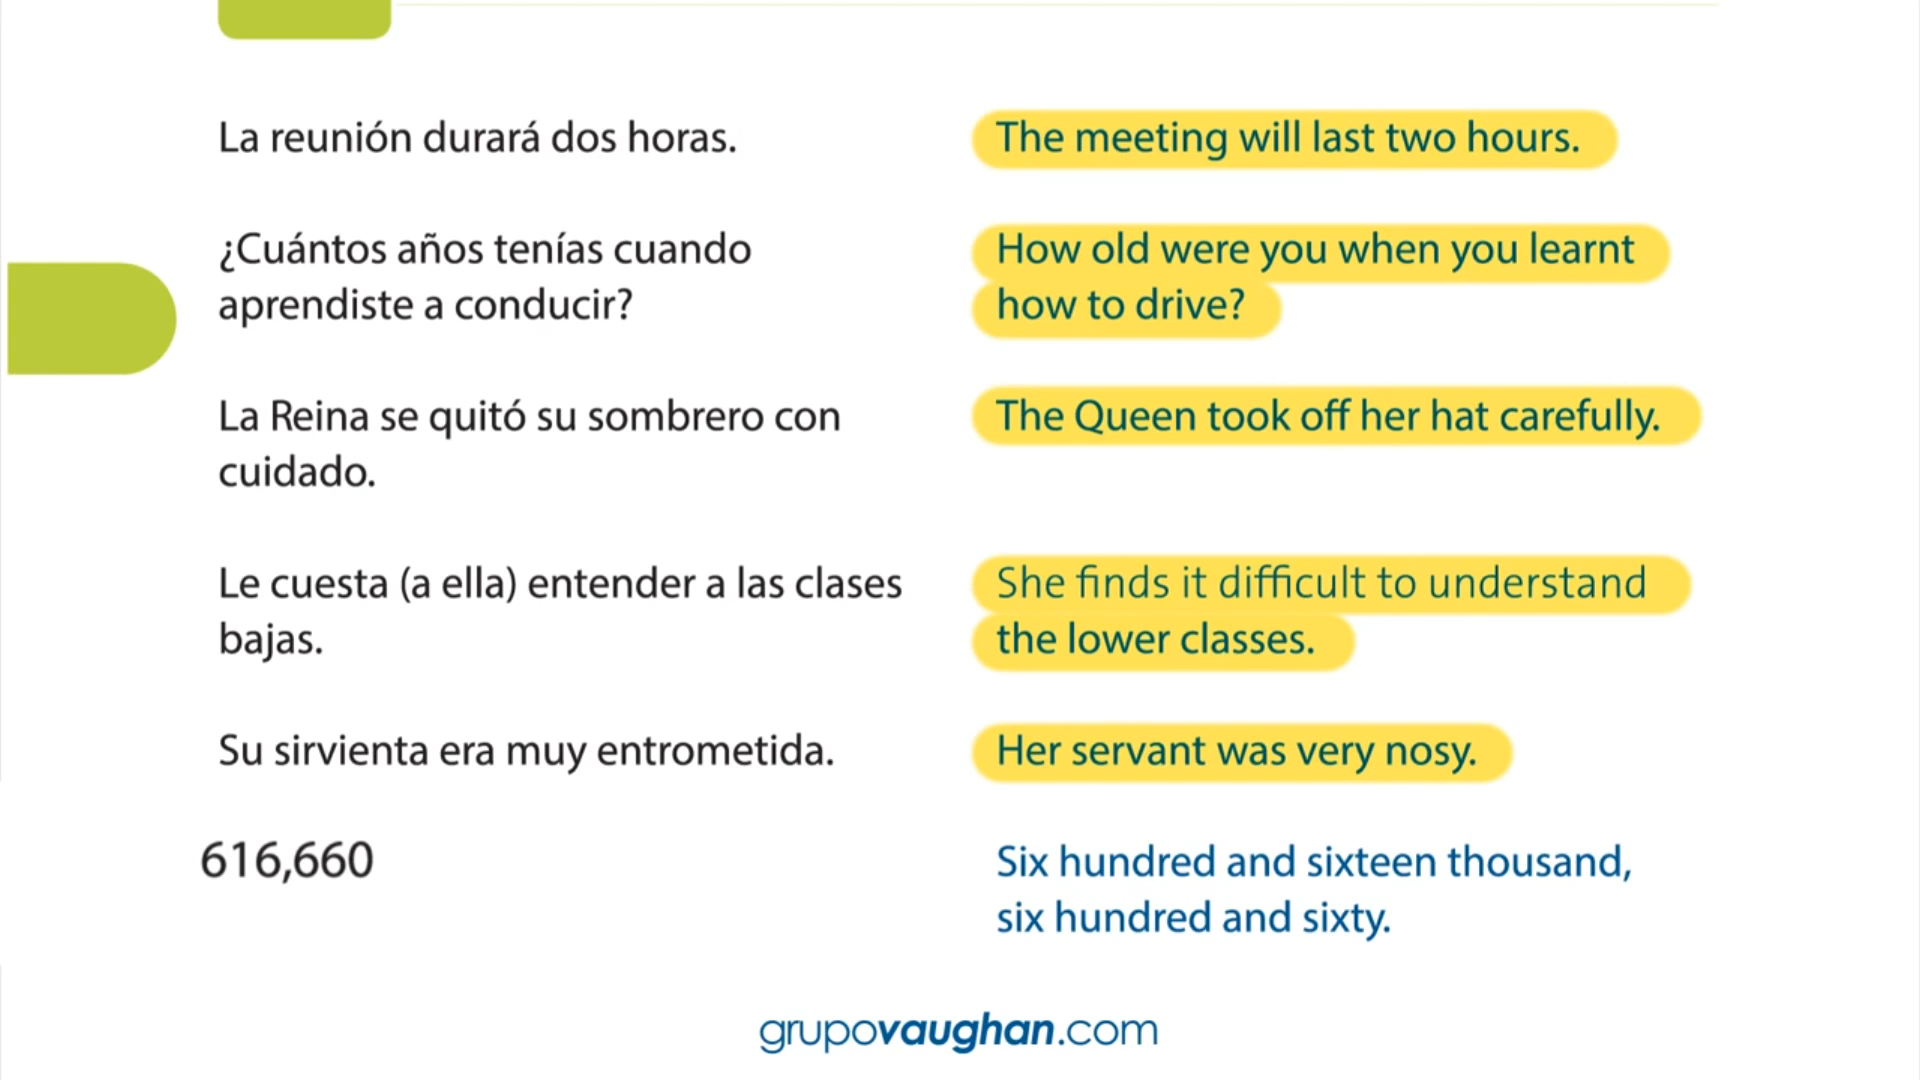 La reunión durará dos horas.
The meeting will last two hours.
¿Cuántos años tenías cuando
aprendiste a conducir?
How old were you when you learnt
how to drive?
La Reina se quitó su sombrero con
cuidado.
The Queen took off her hat carefully.
Le cuesta (a ella) entender a las clases
bajas.
She finds it difficult to understand
the lower classes.
Su sirvienta era muy entrometida.
Her servant was very nosy.
616,660
Six hundred and sixteen thousand,
six hundred and sixty.
grupovaughan.com